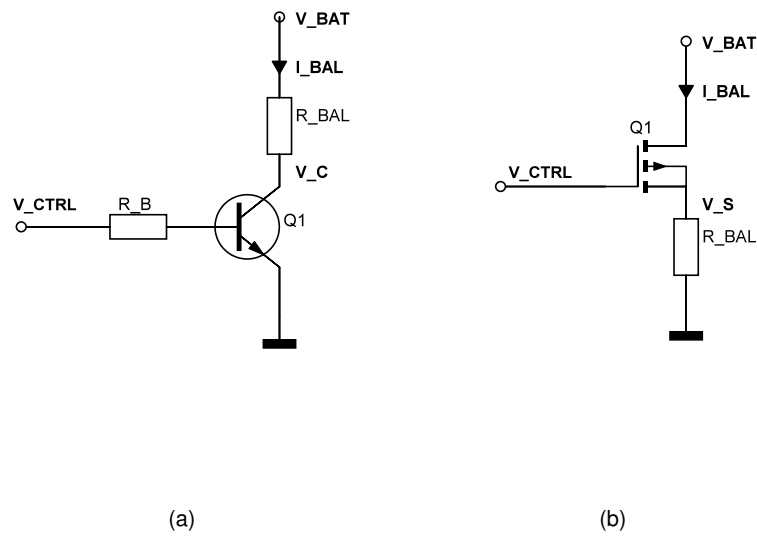 V_BAT
I_BAL
R_BAL
V_C
V_CTRL
R_B
Q1
(a)
V_BAT
I_BAL
Q1
V_CTRL
V_S
R_BAL
(b)